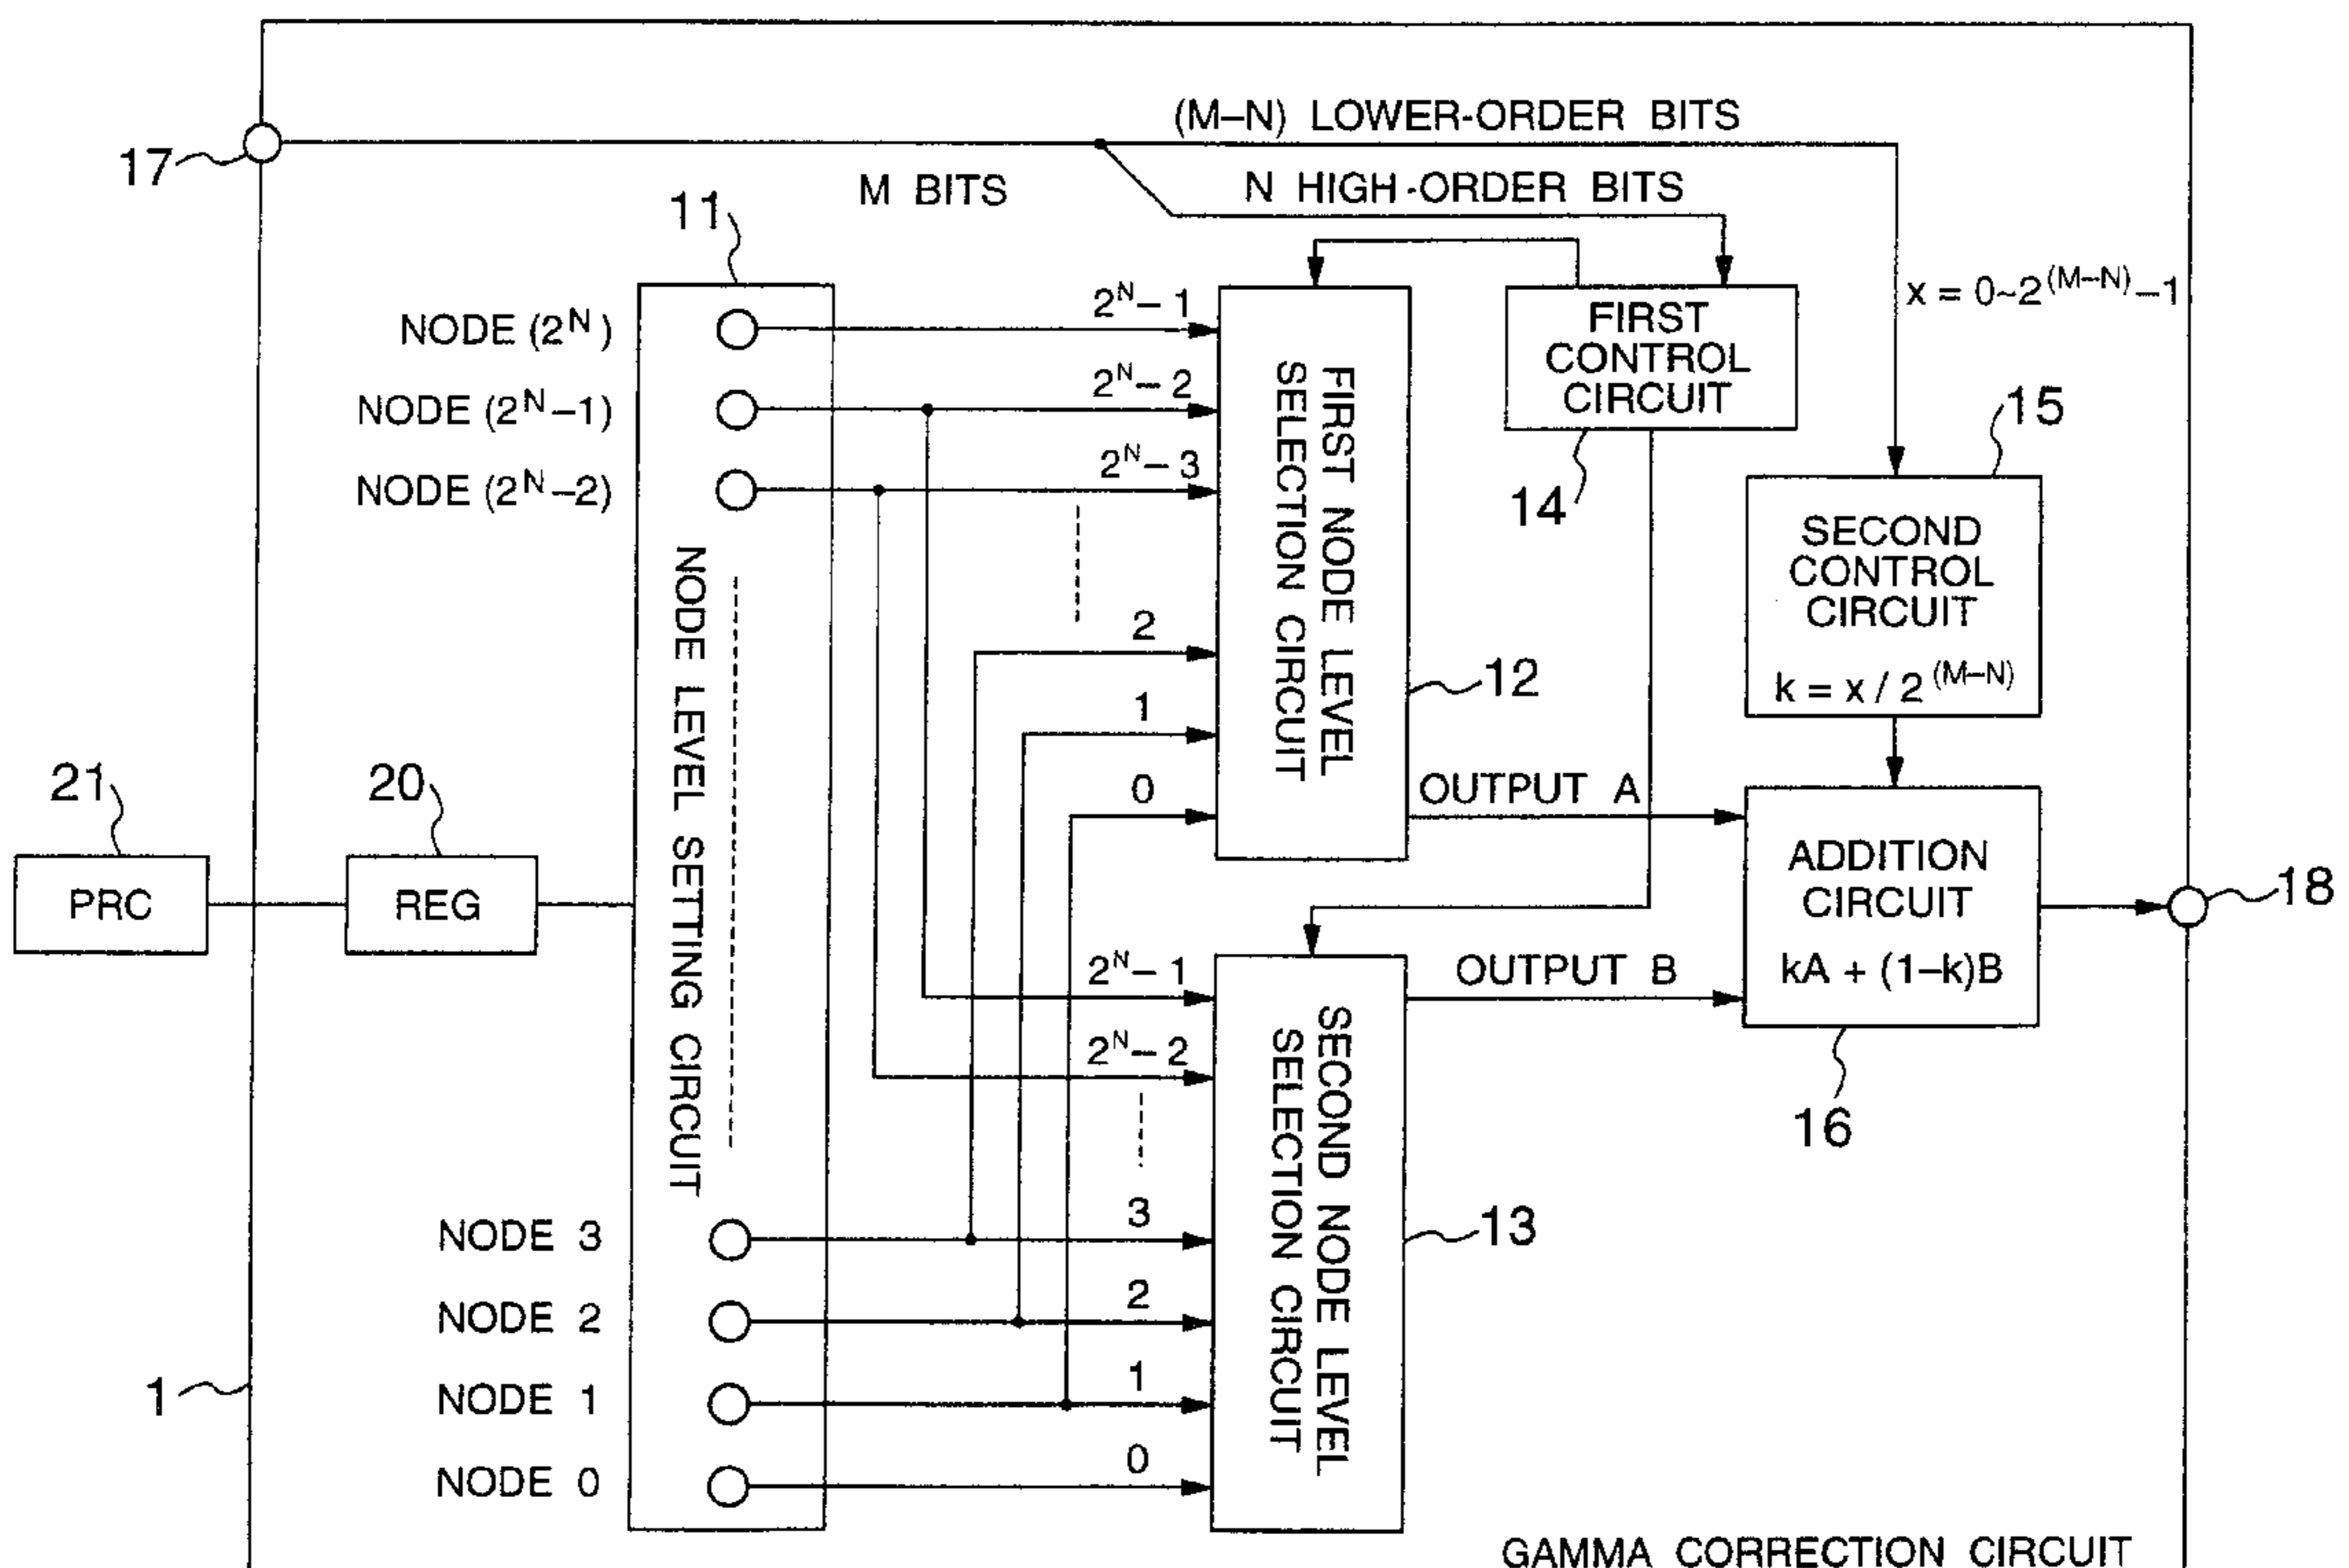 (M–N) LOWER-ORDER BITS
17
M BITS
N HIGH-ORDER BITS
11
x = 0~2^(M–N) –1
NODE (2^N)
2^N – 1
FIRST
CONTROL
CIRCUIT
NODE (2^N –1)
2^N – 2
15
NODE (2^N –2)
2^N – 3
14
FIRST NODE LEVEL
SELECTION CIRCUIT
SECOND
CONTROL
CIRCUIT
k = x / 2^(M–N)
NODE LEVEL SETTING CIRCUIT
2
12
1
0
OUTPUT A
21
20
PRC
REG
ADDITION
CIRCUIT
kA + (1–k)B
18
2^N – 1
OUTPUT B
2^N – 2
16
SECOND NODE LEVEL
SELECTION CIRCUIT
NODE 3
3
13
NODE 2
2
1
NODE 1
1
NODE 0
0
GAMMA CORRECTION CIRCUIT